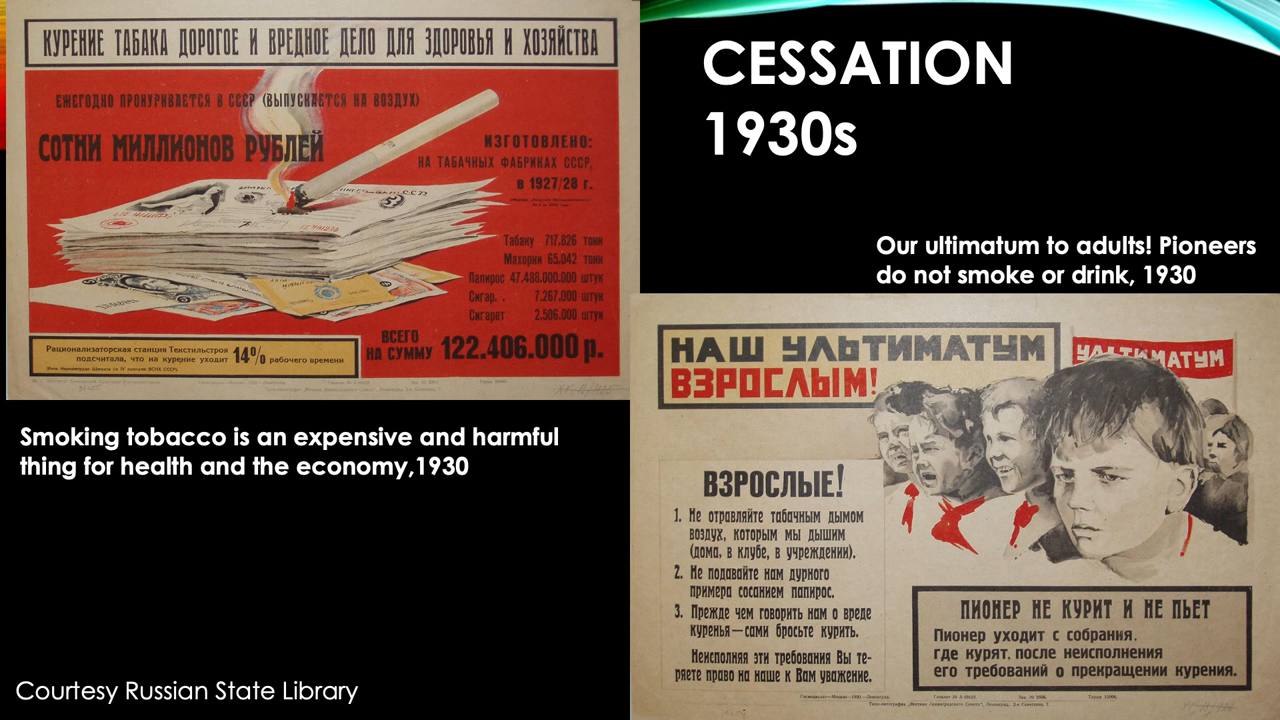 КУРЕНИЕ ТАБАКА ДОРОГОЕ И ВРЕДНОЕ ДЕЛО ДЛЯ ЗДОРОВЬЯ И ХОЗЯЙСТВА
ЕЖЕГОДНО ПРОКУРИВАЕТСЯ В СССР (ВЫПУСКАЕТСЯ НА ВОЗДУХ)
СОТНИ МИЛЛИОНОВ РУБЛЕЙ
ИЗГОТОВЛЕНО:
НА ТАБАЧНЫХ ФАБРИКАХ СССР,
в 1927/28 г.
Табаку 717.826 тонн
Махорки 65.042 тонн
Папирос 47.488.000.000 штук
Сигар. . 7.267.000 штук
Сигарет 2.506.000 штук
ВСЕГО
НА СУММУ 122.406.000 р.
Рационализаторская станция Текстильстроя
подсчитала, что на курение уходит 14% рабочего времени
CESSATION
1930s
Our ultimatum to adults! Pioneers
do not smoke or drink, 1930
Smoking tobacco is an expensive and harmful
thing for health and the economy,1930
НАШ УЛЬТИМАТУМ
ВЗРОСЛЫМ!
УЛЬТИМАТУМ
ВЗРОСЛЫЕ!
1. Не отравляйте табачным дымом
воздух, которым мы дышим
(дома, в клубе, в учреждении).
2. Не подавайте нам дурного
примера сосанием папирос.
3. Прежде чем говорить нам о вреде
куренья—сами бросьте курить.
Неисполняя эти требования Вы те-
ряете право на наше к Вам уважение.
ПИОНЕР НЕ КУРИТ И НЕ ПЬЕТ
Пионер уходит с собрания,
где курят, после неисполнения
его требований о прекращении курения.
Courtesy Russian State Library